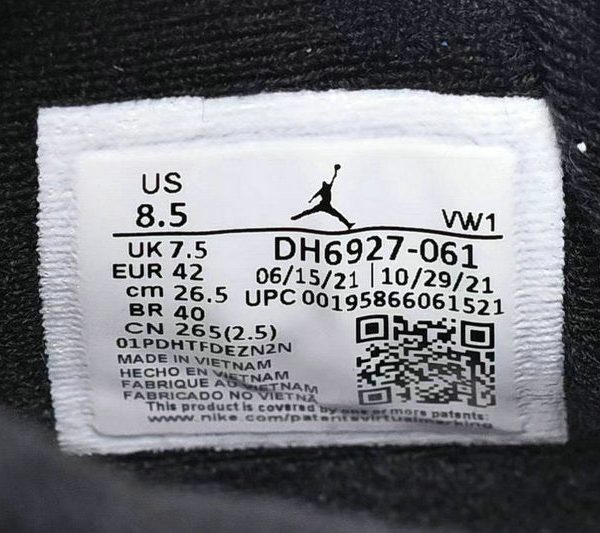 US
8.5
VW1
UK 7.5
EUR 42
cm 26.5
BR 40
CN 265(2.5)
DH6927-061
06/15/21 | 10/29/21
UPC 00195866061521
01PDHTFDEZN2N
MADE IN VIETNAM
HECHO EN VIETNAM
FABRIQUE AU VIETNAM
FABRICADO NO VIETNA
This product is covered by one or more patents:
www.nike.com/patentsvirtualmarking